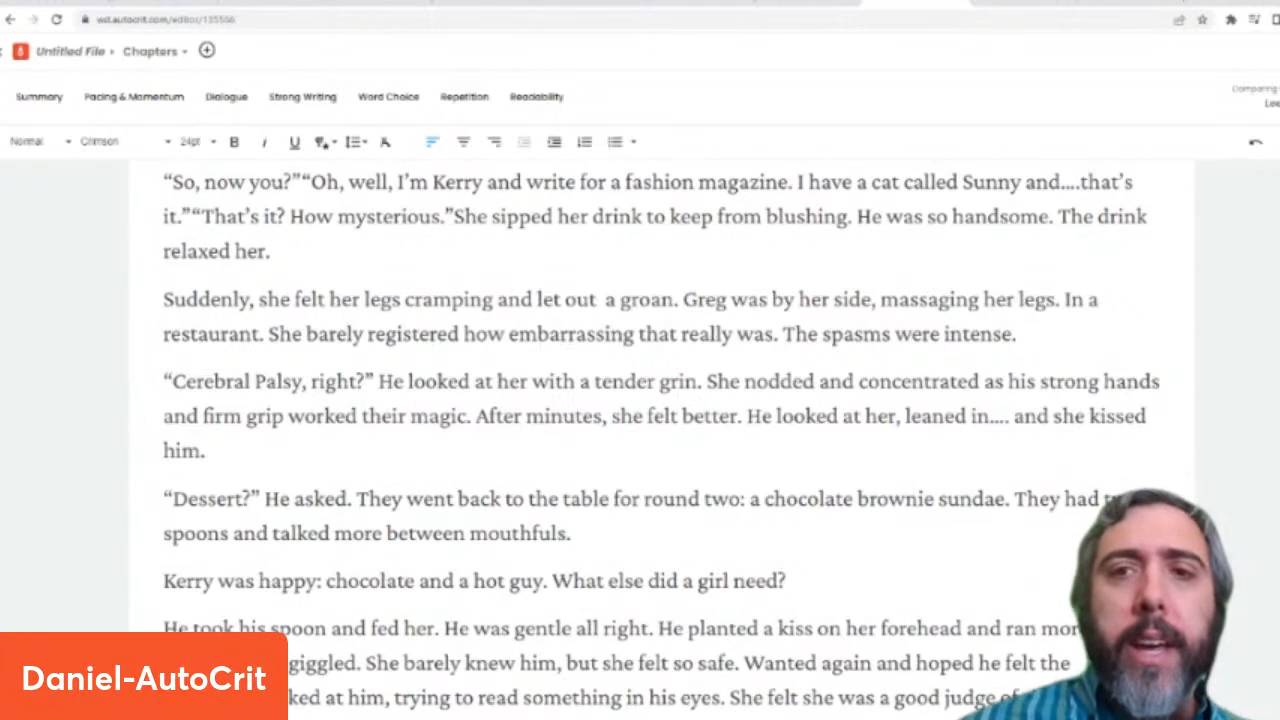 wd.autocrit.com/editor/135566
Untitled File Chapters
Summary Pacing & Momentum Dialogue Strong Writing Word Choice Repetition Readability
Comparing
Lee
Normal Crimson 24pt B i U
“So, now you?”“Oh, well, I’m Kerry and write for a fashion magazine. I have a cat called Sunny and....that’s
it.”“That’s it? How mysterious.”She sipped her drink to keep from blushing. He was so handsome. The drink
relaxed her.
Suddenly, she felt her legs cramping and let out a groan. Greg was by her side, massaging her legs. In a
restaurant. She barely registered how embarrassing that really was. The spasms were intense.
“Cerebral Palsy, right?” He looked at her with a tender grin. She nodded and concentrated as his strong hands
and firm grip worked their magic. After minutes, she felt better. He looked at her, leaned in.... and she kissed
him.
“Dessert?” He asked. They went back to the table for round two: a chocolate brownie sundae. They had
spoons and talked more between mouthfuls.
Kerry was happy: chocolate and a hot guy. What else did a girl need?
He took his spoon and fed her. He was gentle all right. He planted a kiss on her forehead and ran mor
giggled. She barely knew him, but she felt so safe. Wanted again and hoped he felt the
ked at him, trying to read something in his eyes. She felt she was a good judge of
Daniel-AutoCrit